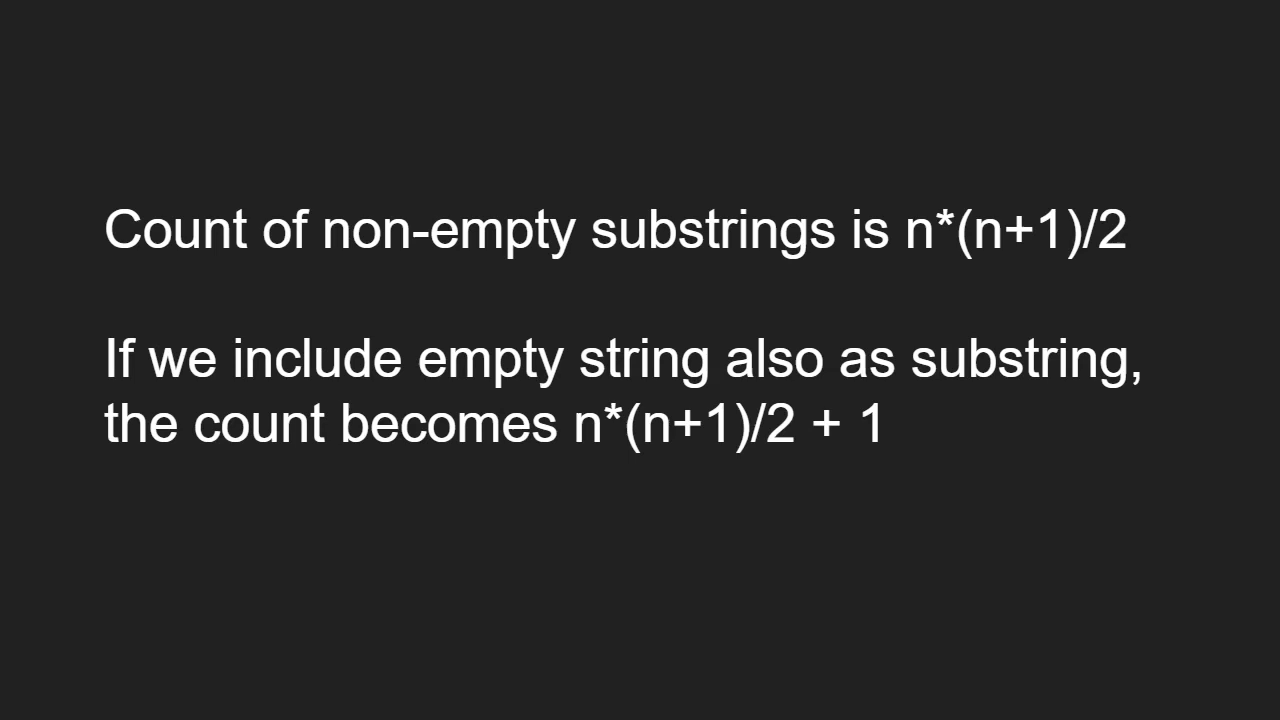 Count of non-empty substrings is n*(n+1)/2
If we include empty string also as substring,
the count becomes n*(n+1)/2 + 1